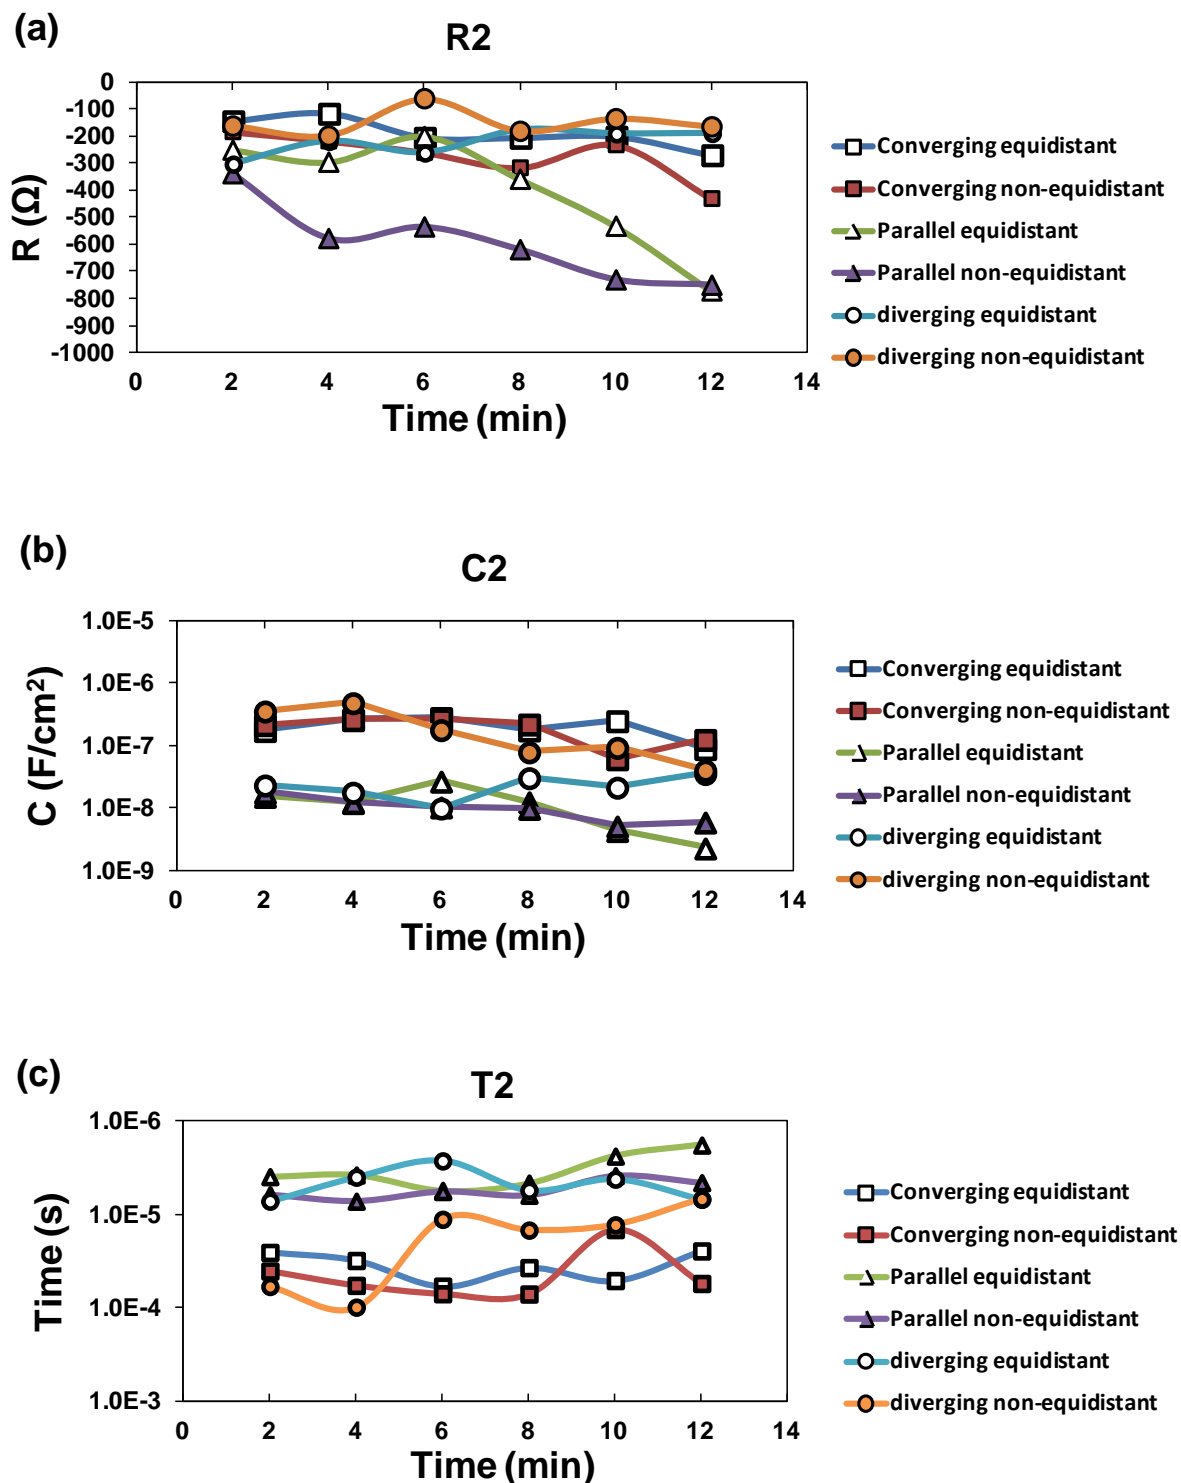 (a)
R2
0
-100
-200
-300
-400
-500
-600
-700
-800
-900
-1000
R (Ω)
0 2 4 6 8 10 12 14
Time (min)
Converging equidistant
Converging non-equidistant
Parallel equidistant
Parallel non-equidistant
diverging equidistant
diverging non-equidistant
(b)
C2
1.0E-5
1.0E-6
1.0E-7
1.0E-8
1.0E-9
C (F/cm²)
0 2 4 6 8 10 12 14
Time (min)
Converging equidistant
Converging non-equidistant
Parallel equidistant
Parallel non-equidistant
diverging equidistant
diverging non-equidistant
(c)
T2
1.0E-6
1.0E-5
1.0E-4
1.0E-3
Time (s)
0 2 4 6 8 10 12 14
Time (min)
Converging equidistant
Converging non-equidistant
Parallel equidistant
Parallel non-equidistant
diverging equidistant
diverging non-equidistant